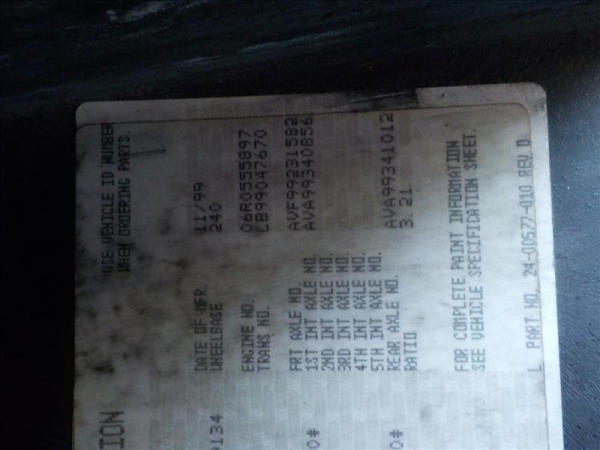 USE VEHICLE ID NUMBER
WHEN ORDERING PARTS.
DATE OF MFR. 11/99
WHEELBASE 240
ENGINE NO. 06R0555897
TRANS NO. LB99047670
FRT AXLE NO. AVF99231582
1ST INT AXLE NO. AVA99340856
2ND INT AXLE NO.
3RD INT AXLE NO.
4TH INT AXLE NO.
5TH INT AXLE NO.
REAR AXLE NO. AVA99341012
RATIO 3.21
FOR COMPLETE PAINT INFORMATION
SEE VEHICLE SPECIFICATION SHEET.
L PART NO. 24-00577-010 REV D
ION
134
0#
0#